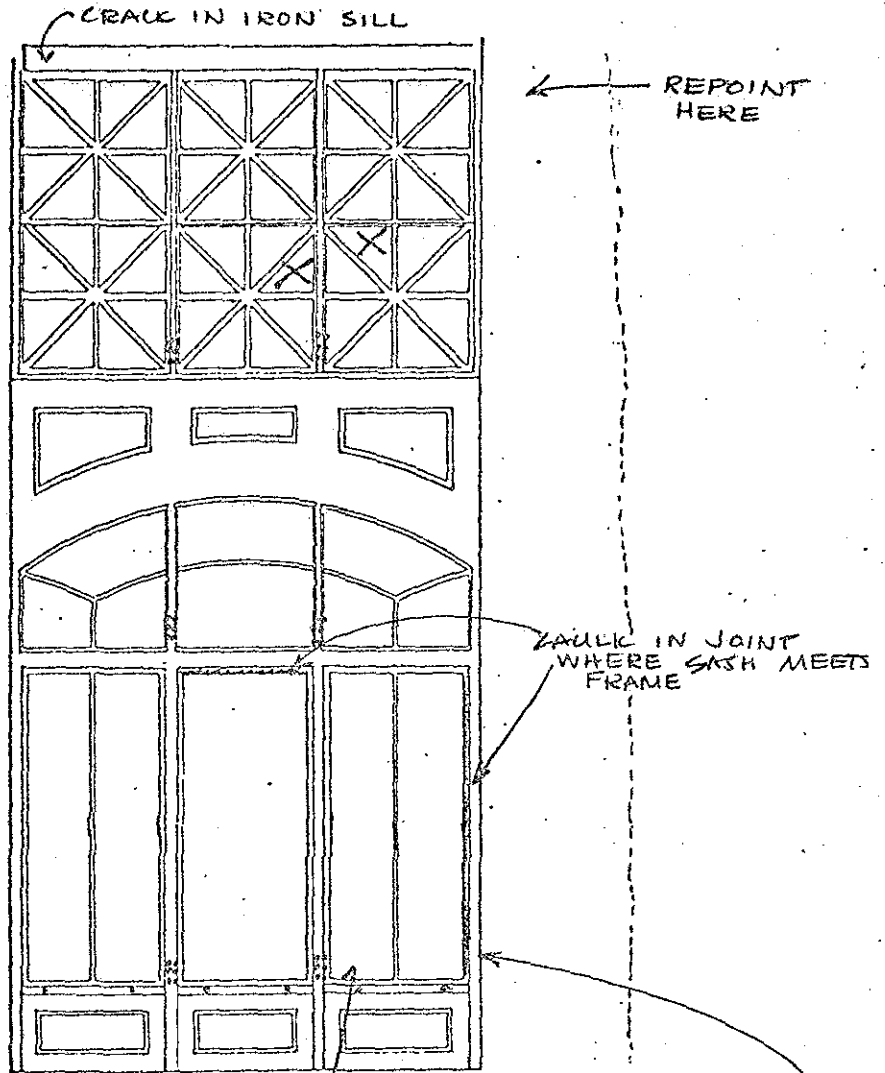 CRACK IN IRON SILL
REPOINT
HERE
CAULK IN JOINT
WHERE SASH MEETS
FRAME
X
X